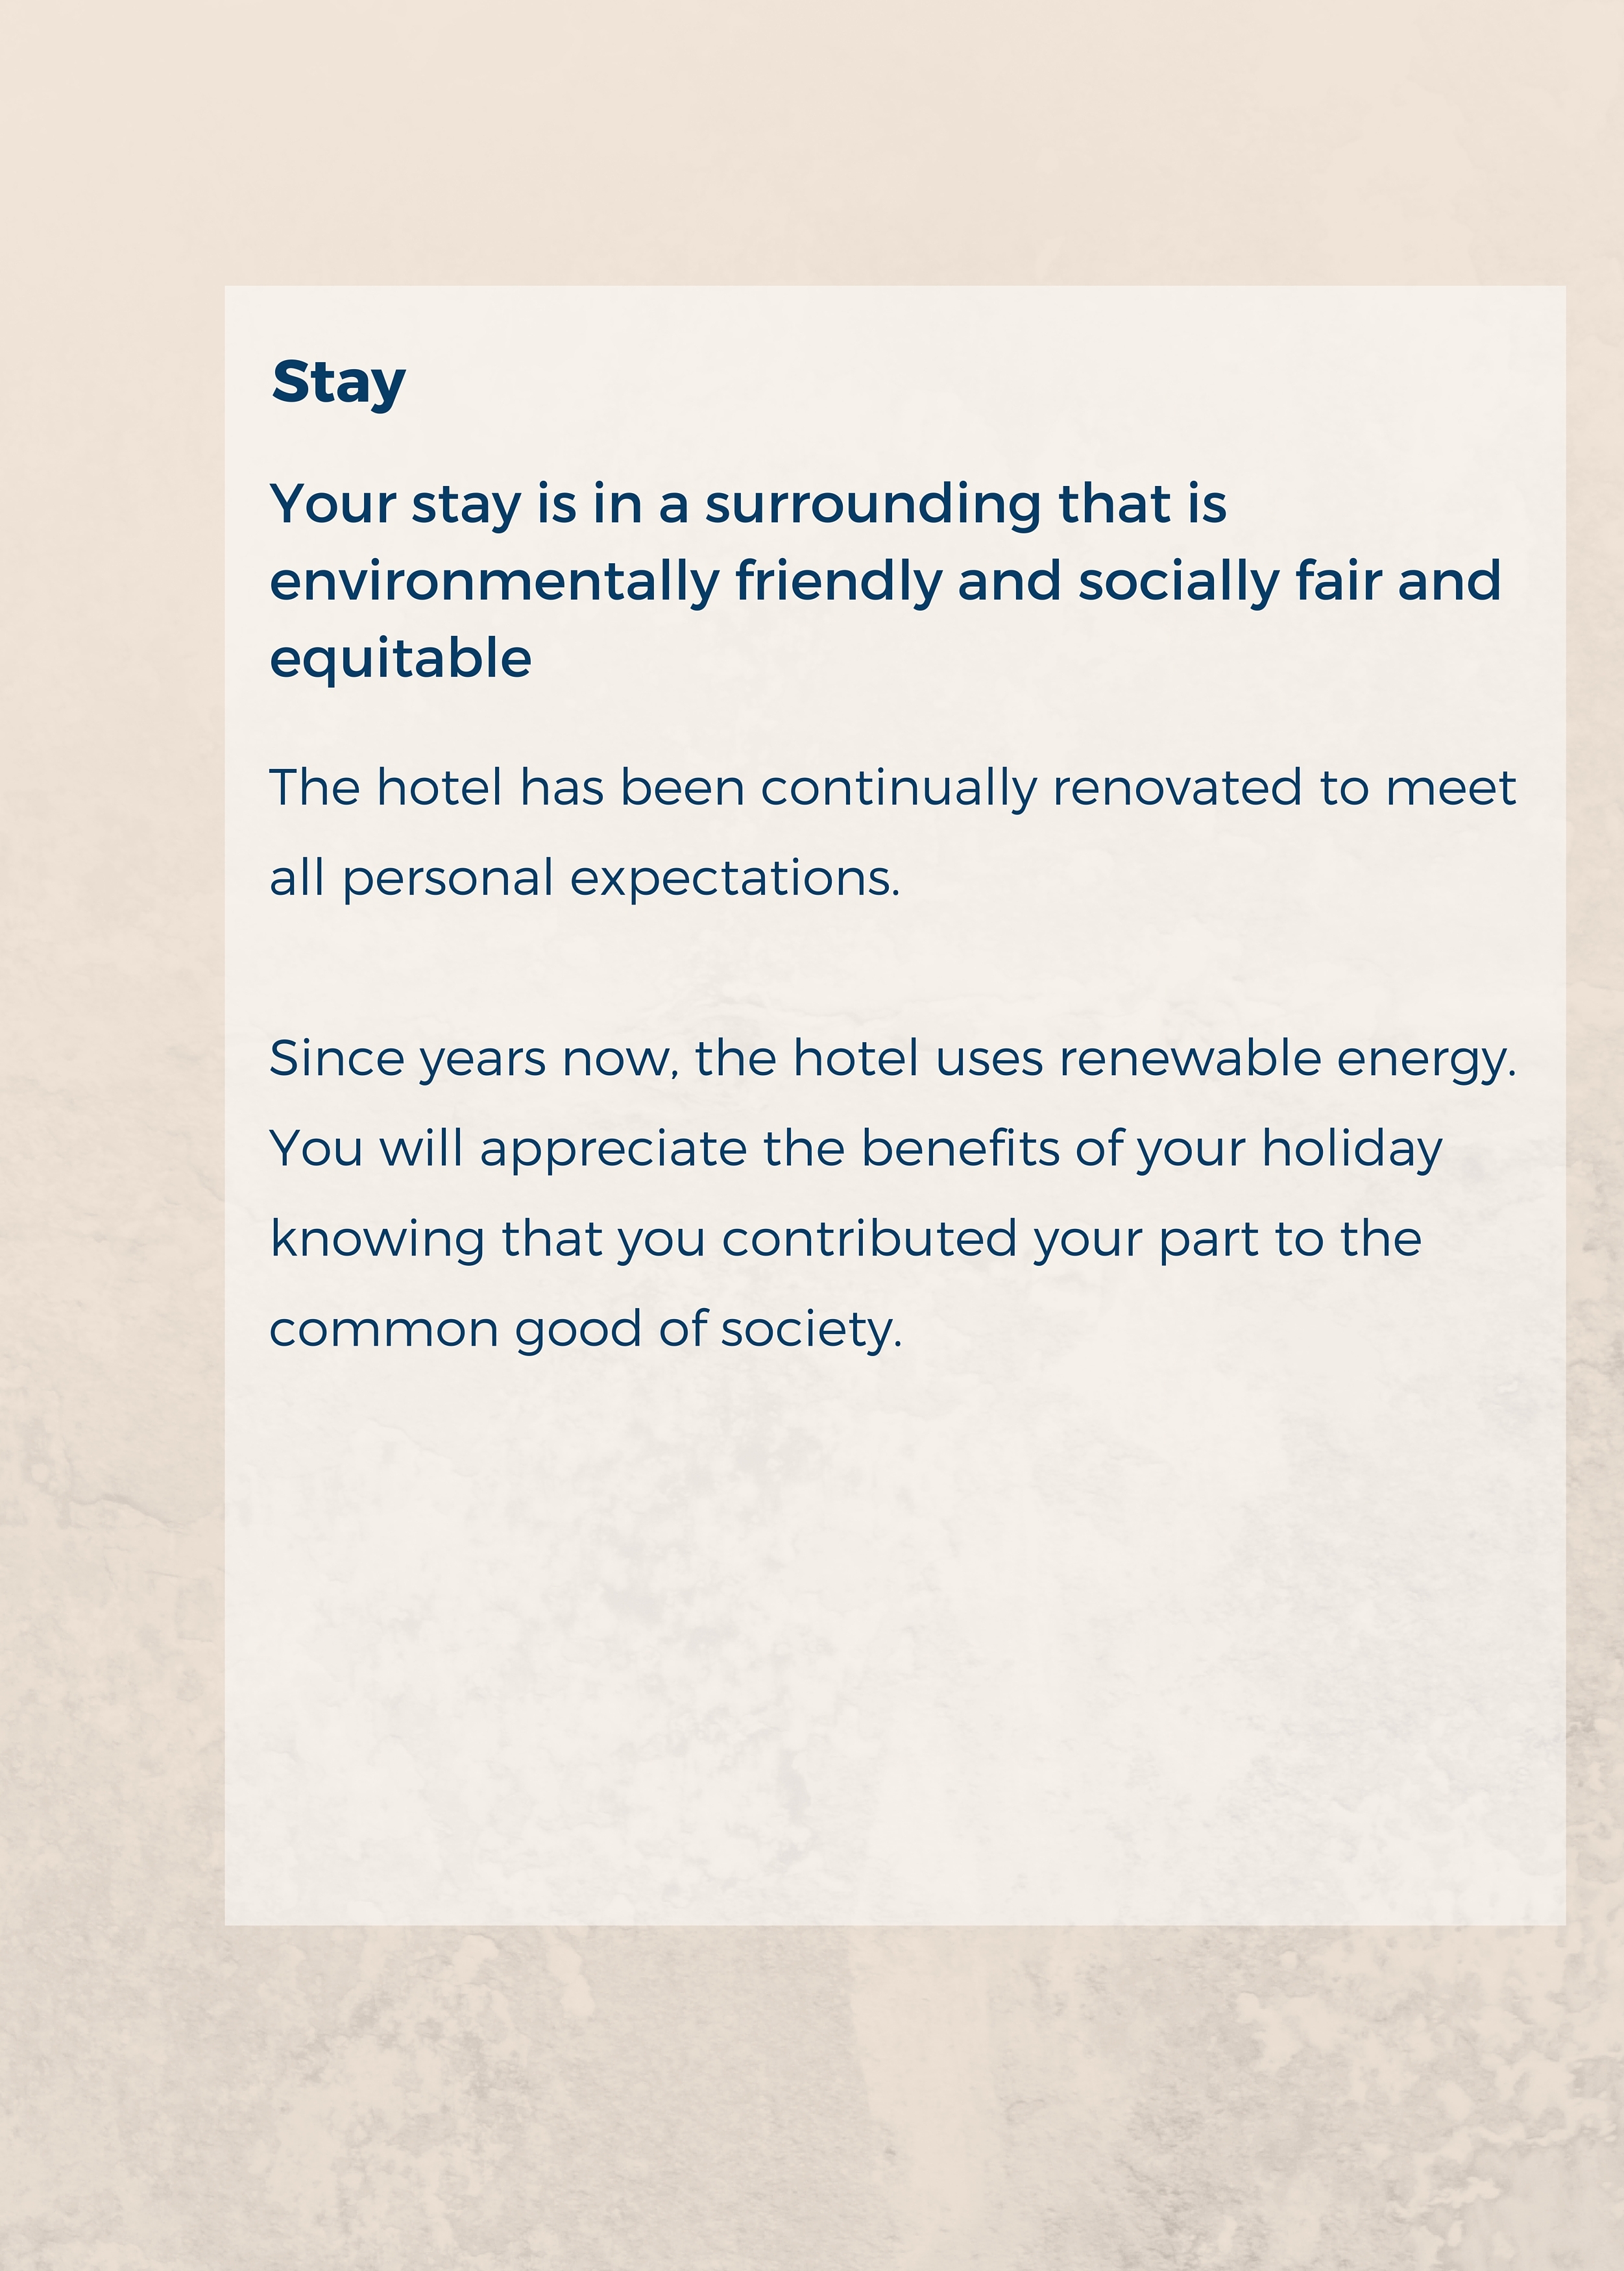 Stay
Your stay is in a surrounding that is
environmentally friendly and socially fair and
equitable
The hotel has been continually renovated to meet
all personal expectations.
Since years now, the hotel uses renewable energy.
You will appreciate the benefits of your holiday
knowing that you contributed your part to the
common good of society.